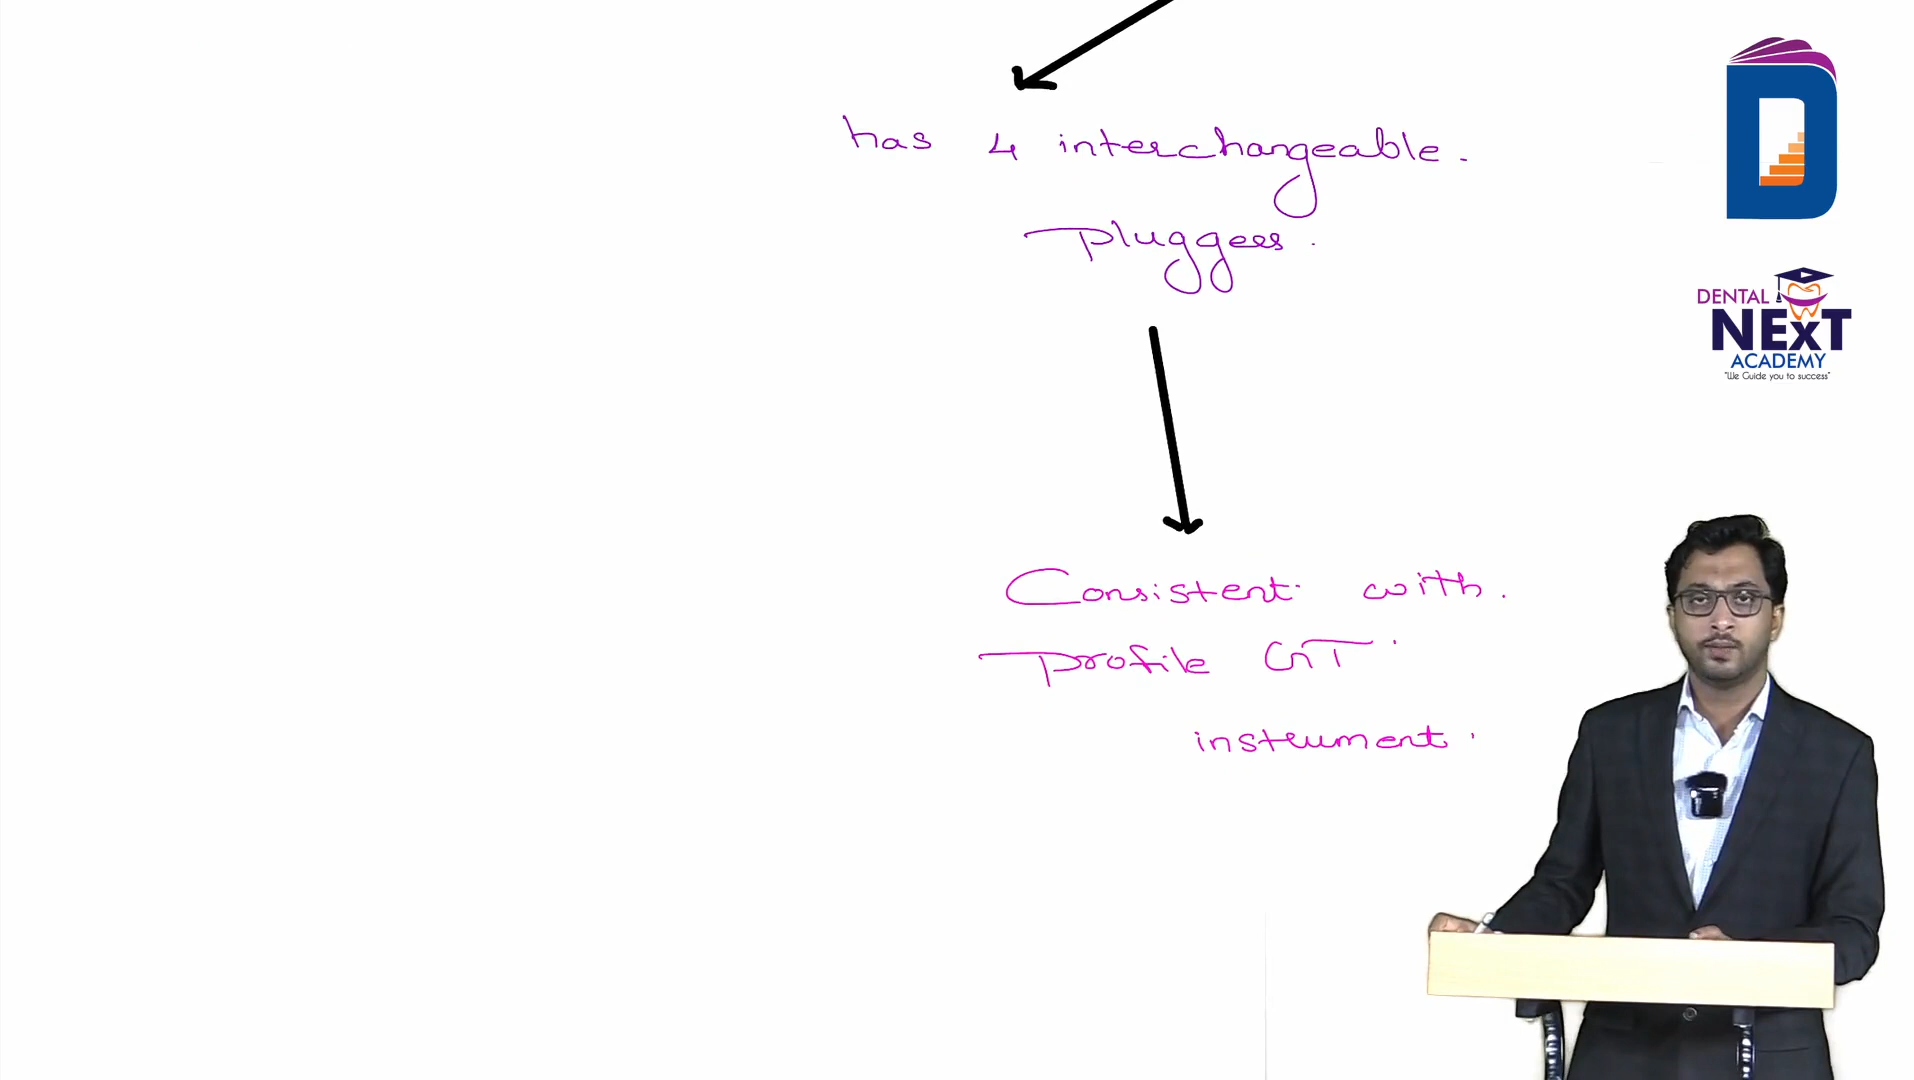 has 4 interchangeable.
pluggers.
Consistent with.
profile GT
instrument.
DENTAL
NExT
ACADEMY
"We Guide you to success"